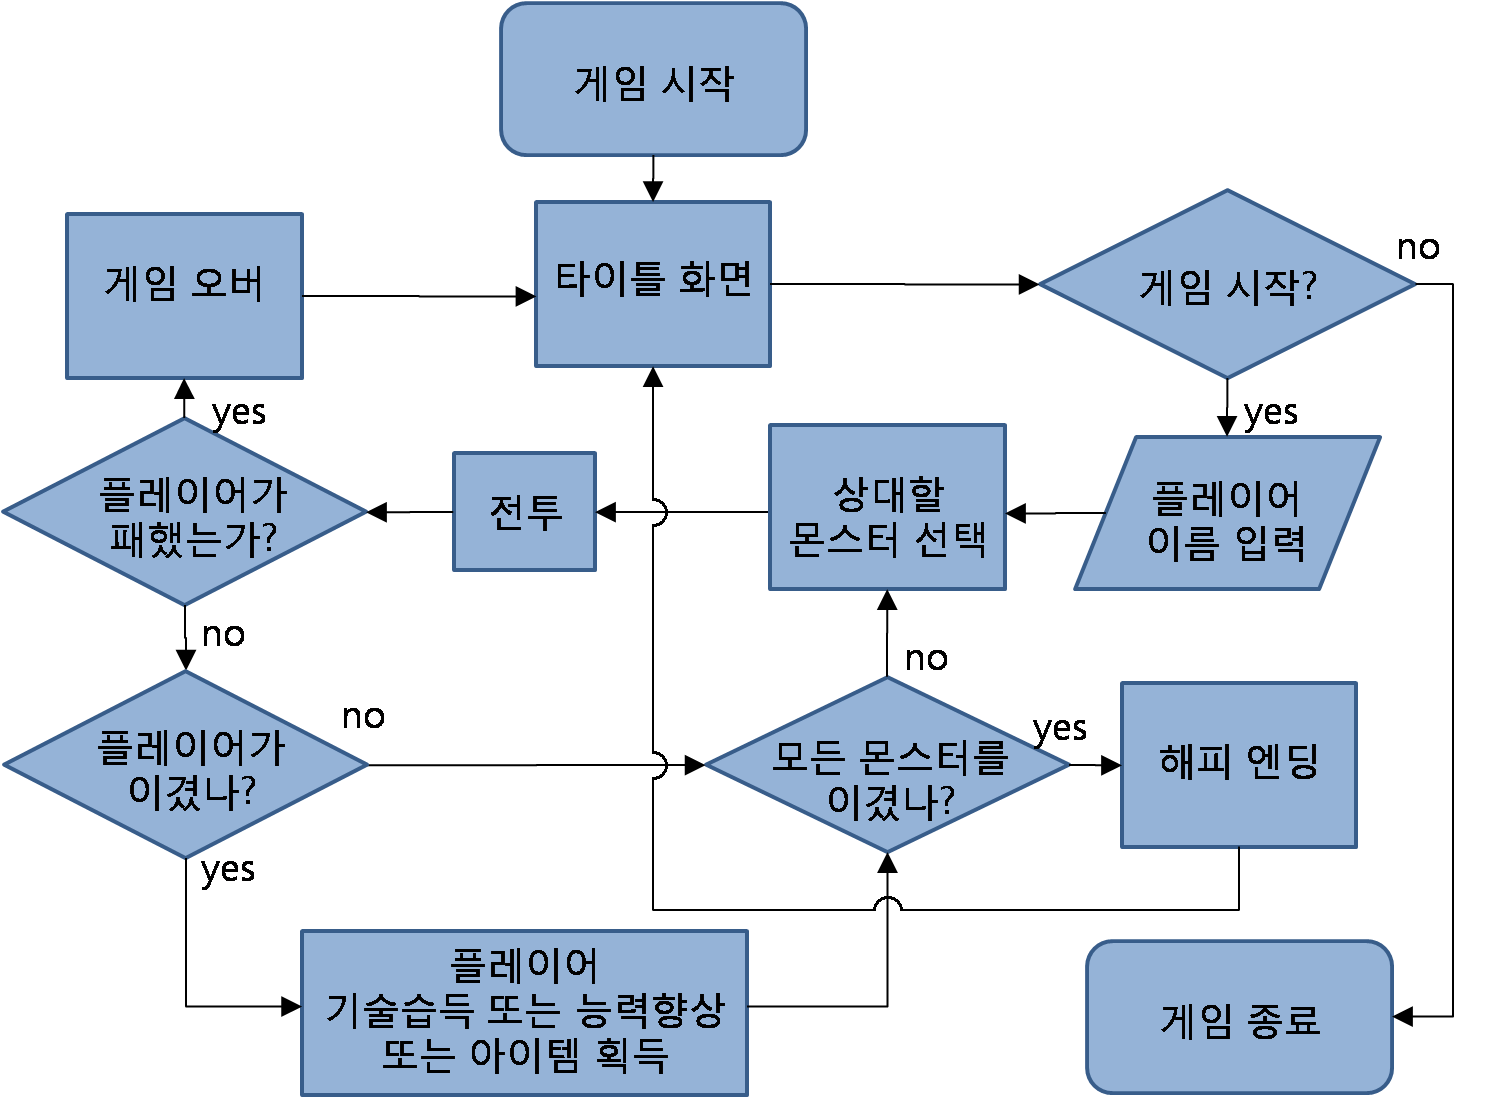 게임 시작
게임 오버
타이틀 화면
게임 시작?
no
yes
yes
플레이어가
패했는가?
전투
상대할
몬스터 선택
플레이어
이름 입력
no
no
플레이어가
이겼나?
no
모든 몬스터를
이겼나?
yes
해피 엔딩
yes
플레이어
기술습득 또는 능력향상
또는 아이템 획득
게임 종료